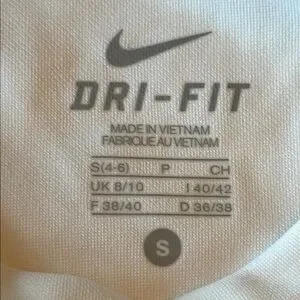 DRI-FIT
MADE IN VIETNAM
FABRIQUE AU VIETNAM
S(4-6) P CH
UK 8/10 I 40/42
F 38/40 D 36/38
S